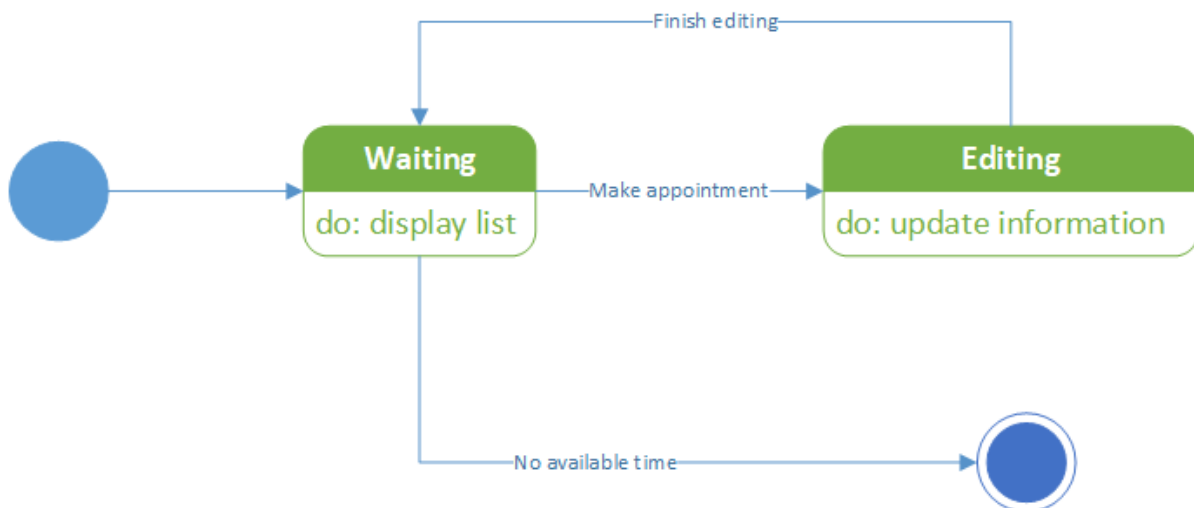 Finish editing
Waiting
do: display list
Make appointment
Editing
do: update information
No available time